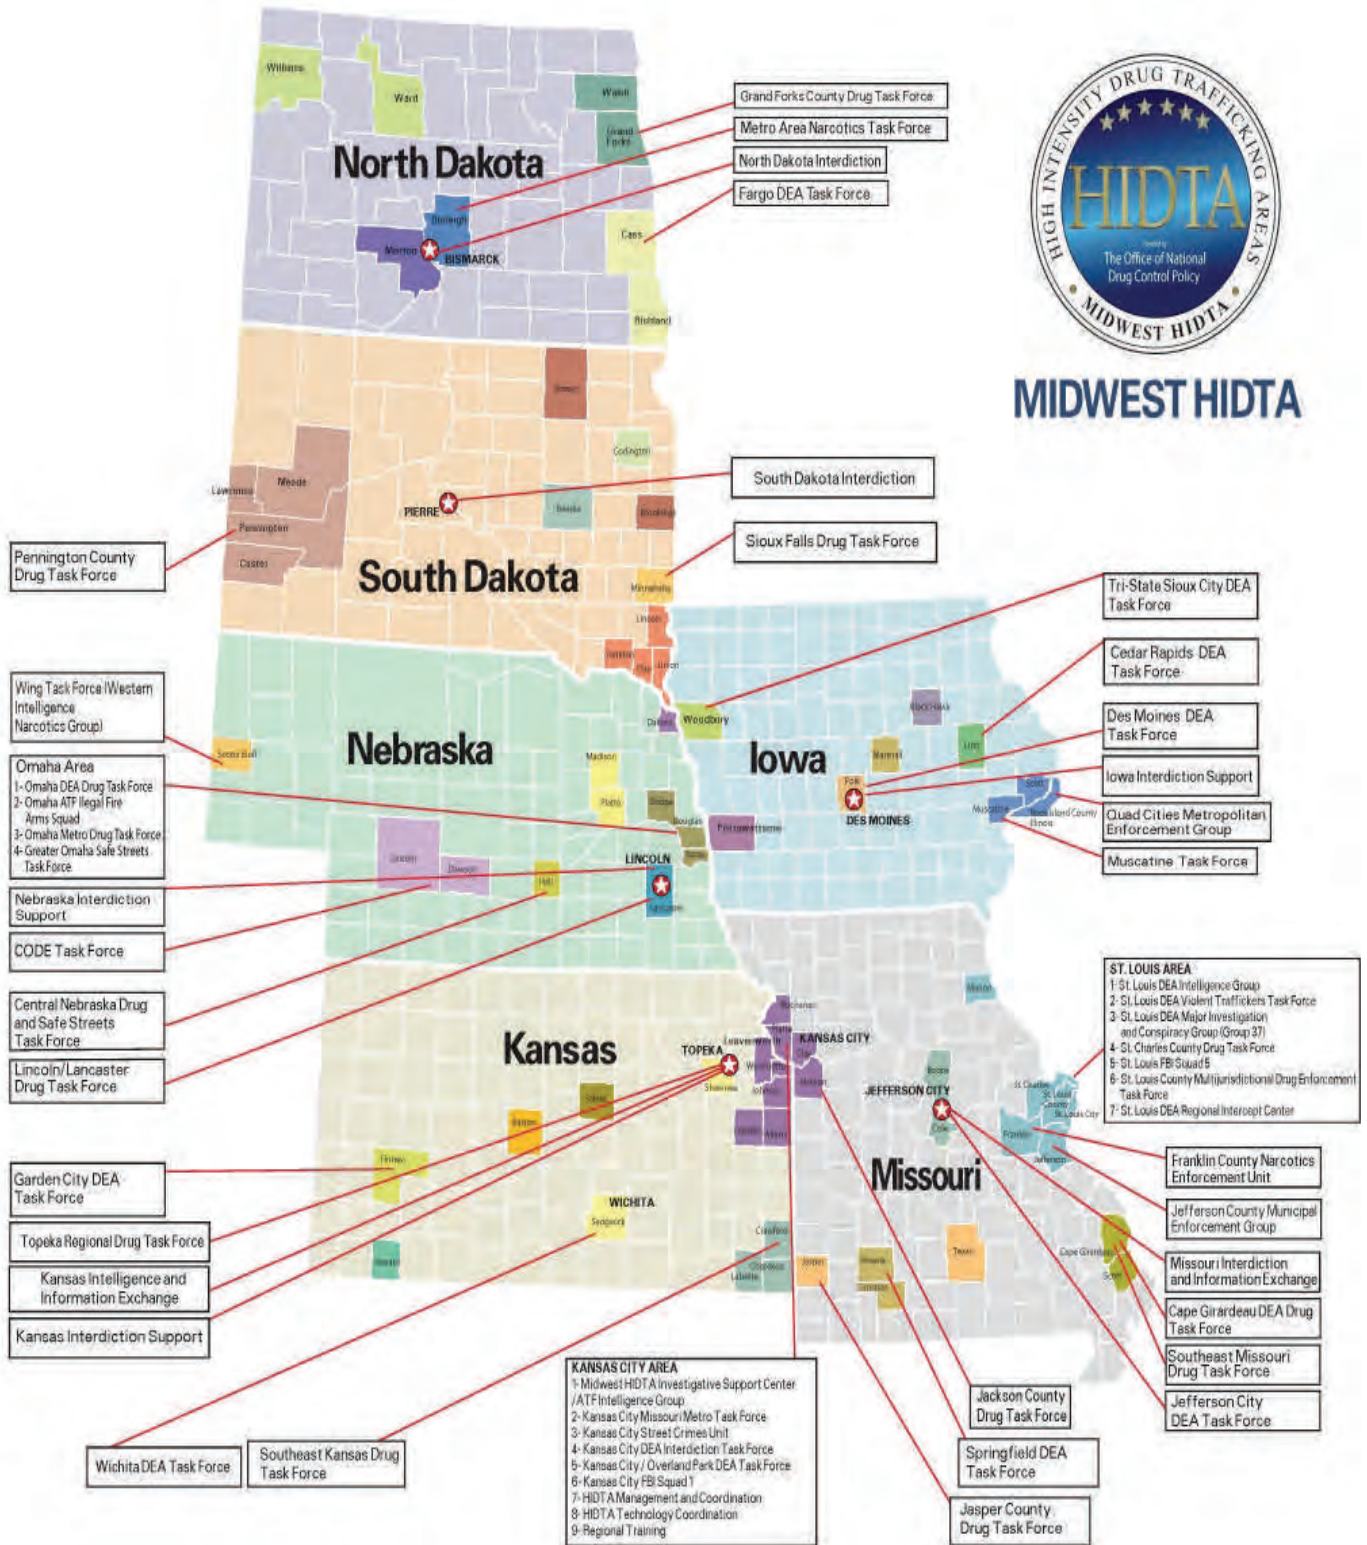 Williams
Ward
Walsh
Grand
Forks
North Dakota
Burleigh
Morton
BISMARCK
Cass
Richland
Grand Forks County Drug Task Force
Metro Area Narcotics Task Force
North Dakota Interdiction
Fargo DEA Task Force
HIGH INTENSITY DRUG TRAFFICKING AREAS
HIDTA
The Office of National
Drug Control Policy
• MIDWEST HIDTA •
MIDWEST HIDTA
Brown
Codington
Lawrence
Meade
Pennington
Custer
PIERRE
Beadle
Brookings
South Dakota
Minnehaha
Lincoln
Clay
Union
South Dakota Interdiction
Sioux Falls Drug Task Force
Pennington County
Drug Task Force
Tri-State Sioux City DEA
Task Force
Cedar Rapids DEA
Task Force
Des Moines DEA
Task Force
Iowa Interdiction Support
Quad Cities Metropolitan
Enforcement Group
Muscatine Task Force
Wing Task Force (Western
Intelligence
Narcotics Group)
Omaha Area
1- Omaha DEA Drug Task Force
2- Omaha ATF Ilegal Fire
Arms Squad
3- Omaha Metro Drug Task Force
4- Greater Omaha Safe Streets
Task Force
Nebraska Interdiction
Support
CODE Task Force
Central Nebraska Drug
and Safe Streets
Task Force
Lincoln/Lancaster
Drug Task Force
Scotts Bluff
Nebraska
Dakota
Madison
Platte
Dodge
Douglas
Lincoln
Dawson
Hall
LINCOLN
Lancaster
Woodbury
Iowa
Black Hawk
Marshall
Linn
Polk
DES MOINES
Scott
Muscatine
Rock Island County
Illinois
Pottawattamie
Kansas
TOPEKA
Shawnee
Leavenworth
Wyandotte
Johnson
Miami
Saline
Barton
Finney
Seward
WICHITA
Sedgwick
Crawford
Cherokee
Labette
Buchanan
Platte
KANSAS CITY
Clay
Jackson
Marion
Boone
JEFFERSON CITY
Cole
St. Charles
St. Louis
County
St. Louis City
Franklin
Jefferson
Missouri
Jasper
Greene
Christian
Texas
Cape Girardeau
Scott
ST. LOUIS AREA
1- St. Louis DEA Intelligence Group
2- St. Louis DEA Violent Traffickers Task Force
3- St. Louis DEA Major Investigation
and Conspiracy Group (Group 37)
4- St. Charles County Drug Task Force
5- St. Louis FBI Squad 5
6- St. Louis County Multijurisdictional Drug Enforcement
Task Force
7- St. Louis DEA Regional Intercept Center
Franklin County Narcotics
Enforcement Unit
Jefferson County Municipal
Enforcement Group
Missouri Interdiction
and Information Exchange
Cape Girardeau DEA Drug
Task Force
Southeast Missouri
Drug Task Force
Jefferson City
DEA Task Force
Garden City DEA
Task Force
Topeka Regional Drug Task Force
Kansas Intelligence and
Information Exchange
Kansas Interdiction Support
Wichita DEA Task Force
Southeast Kansas Drug
Task Force
KANSAS CITY AREA
1- Midwest HIDTA Investigative Support Center
/ATF Intelligence Group
2- Kansas City Missouri Metro Task Force
3- Kansas City Street Crimes Unit
4- Kansas City DEA Interdiction Task Force
5- Kansas City / Overland Park DEA Task Force
6- Kansas City FBI Squad 1
7- HIDTA Management and Coordination
8- HIDTA Technology Coordination
9- Regional Training
Jackson County
Drug Task Force
Springfield DEA
Task Force
Jasper County
Drug Task Force